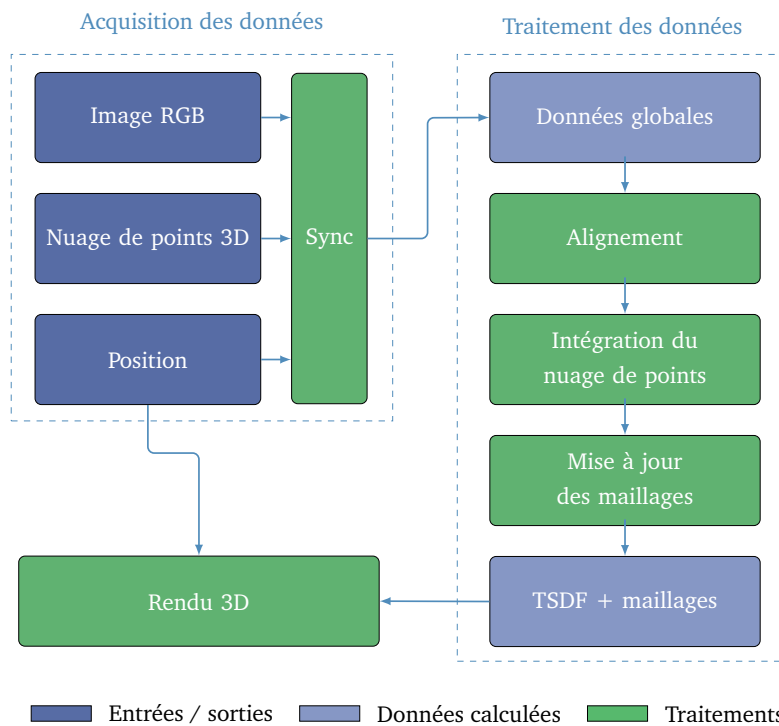 Acquisition des données
Image RGB
Nuage de points 3D
Position
Sync
Traitement des données
Données globales
Alignement
Intégration du
nuage de points
Mise à jour
des maillages
TSDF + maillages
Rendu 3D
Entrées / sorties
Données calculées
Traitements